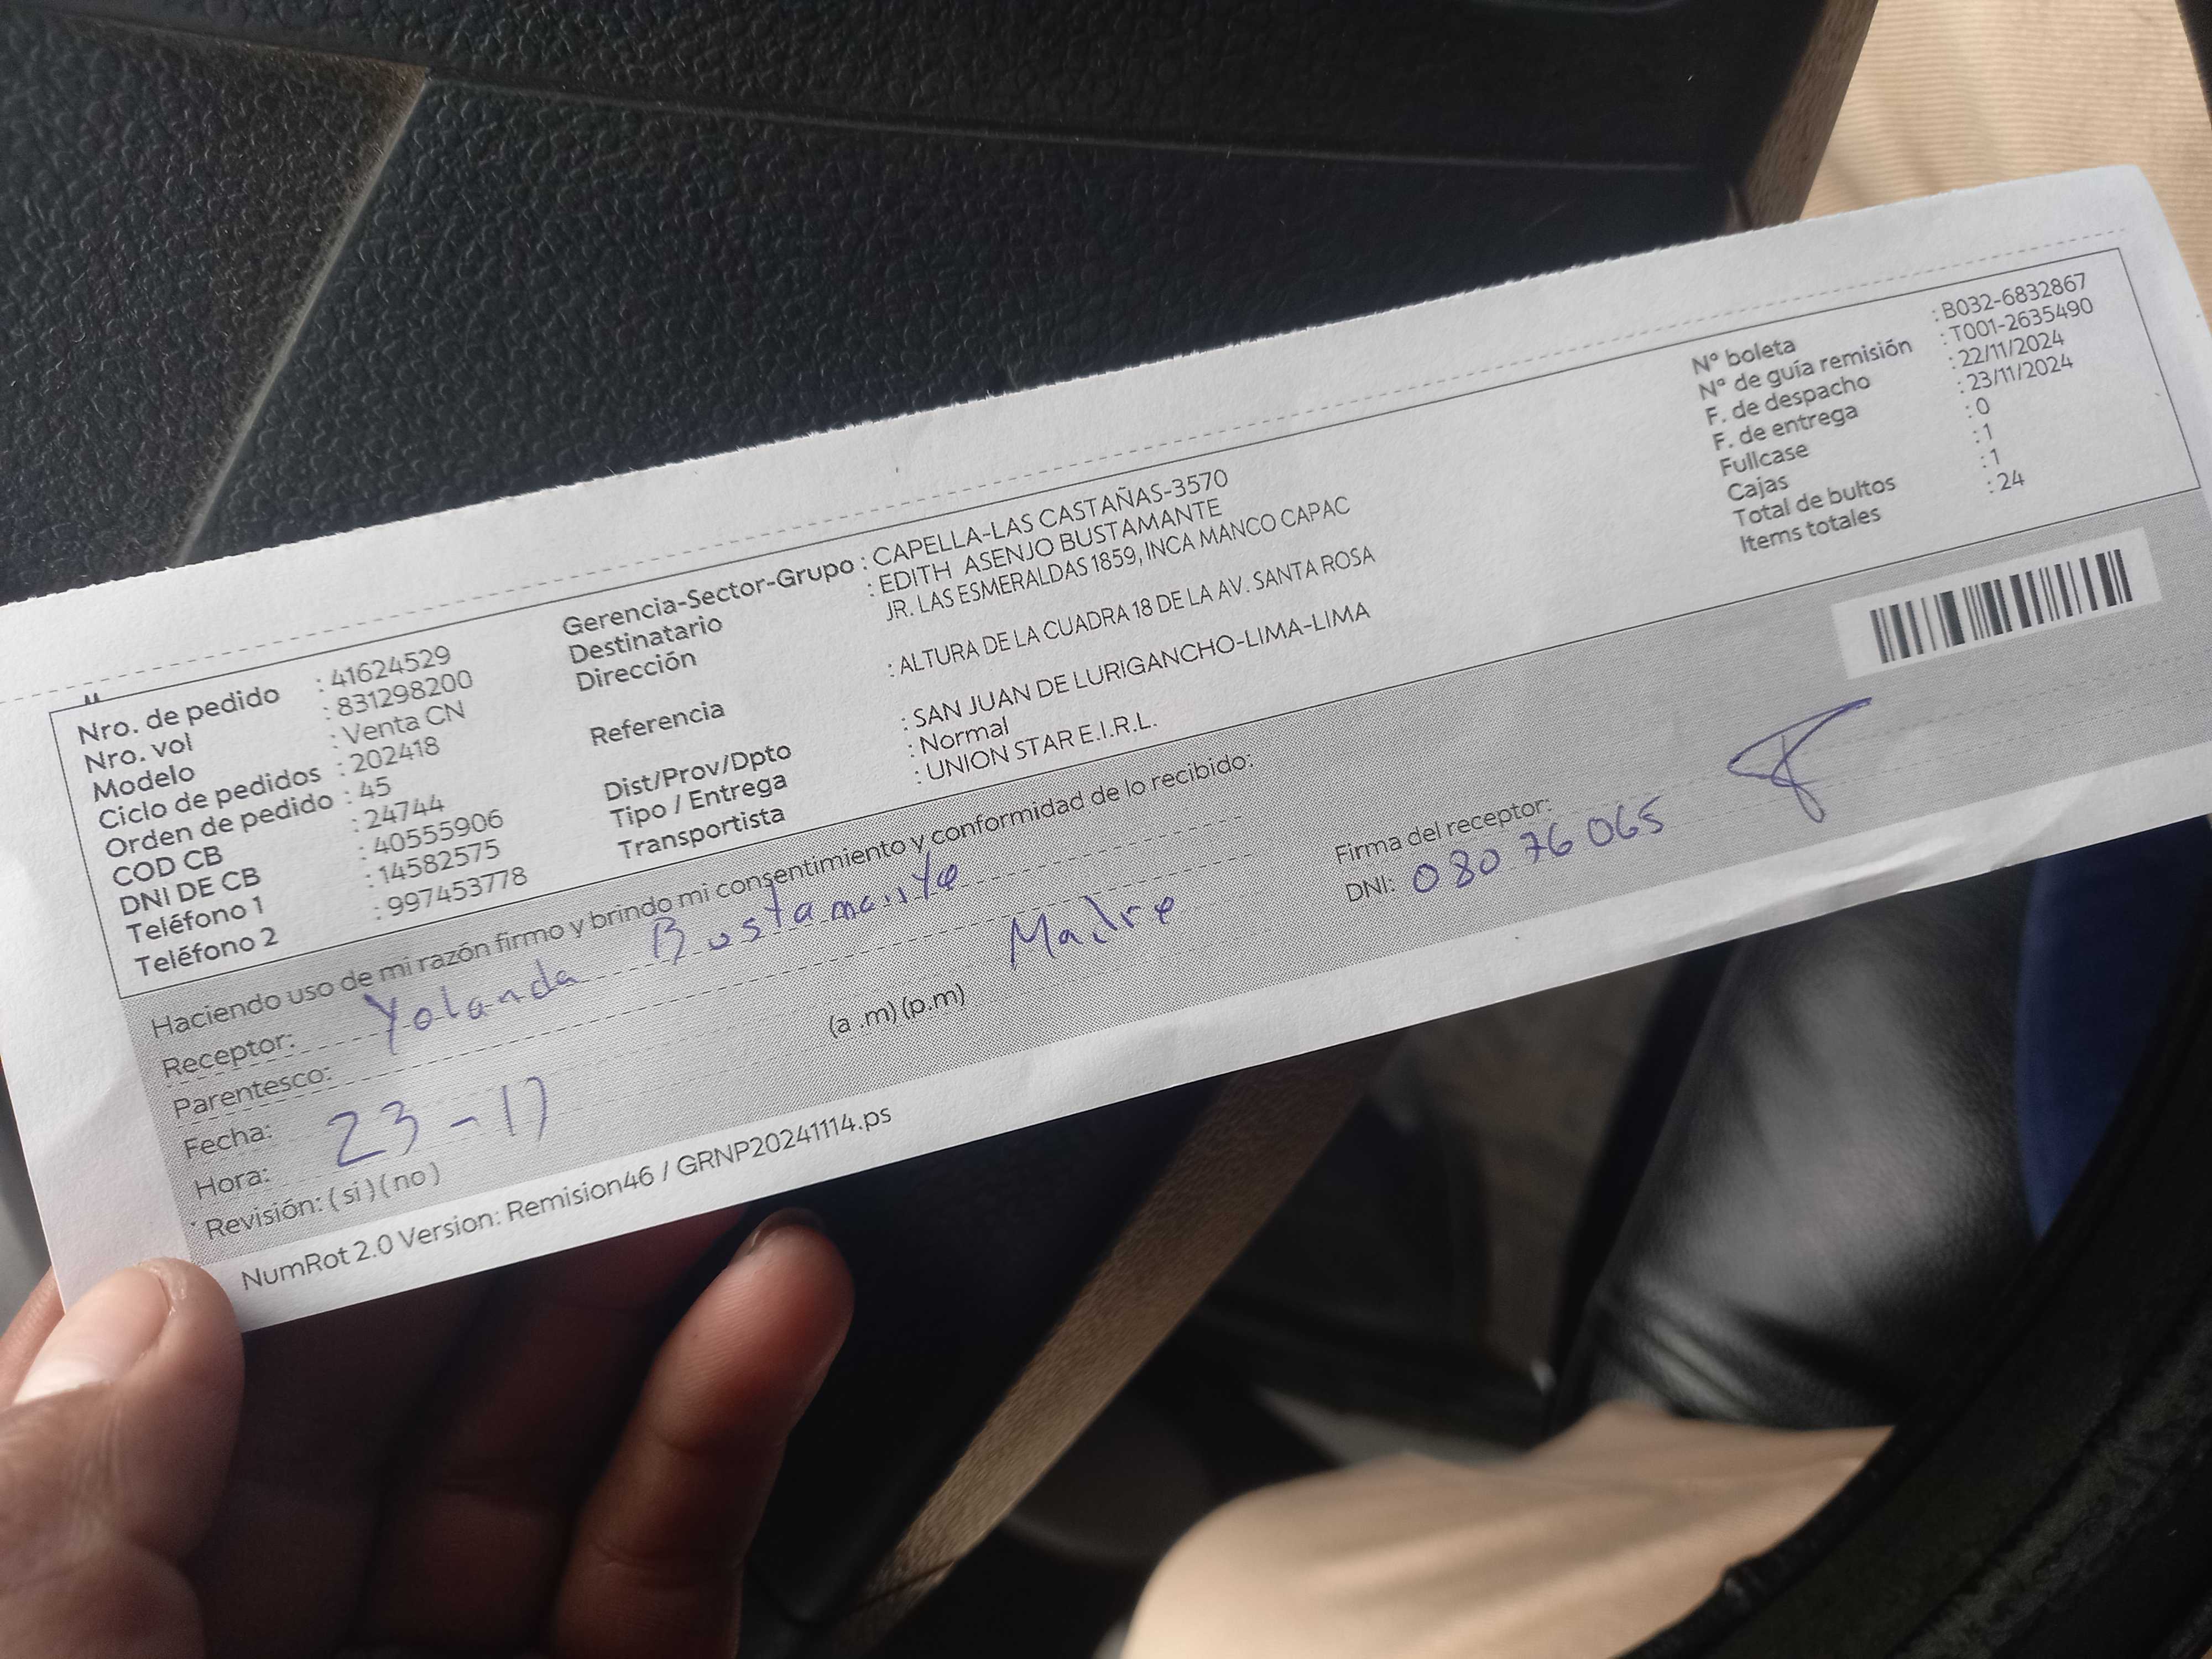 Nro. de pedido : 41624529
Nro. vol : 831298200
Modelo : Venta CN
Ciclo de pedidos : 202418
Orden de pedido : 45
COD CB : 24744
DNI DE CB : 40555906
Teléfono 1 : 14582575
Teléfono 2 : 997453778
Gerencia-Sector-Grupo : CAPELLA-LAS CASTAÑAS-3570
Destinatario : EDITH ASENJO BUSTAMANTE
Dirección JR. LAS ESMERALDAS 1859, INCA MANCO CAPAC
Referencia : ALTURA DE LA CUADRA 18 DE LA AV. SANTA ROSA
Dist/Prov/Dpto : SAN JUAN DE LURIGANCHO-LIMA-LIMA
Tipo / Entrega : Normal
Transportista : UNION STAR E.I.R.L.
N° boleta : B032-6832867
N° de guía remisión : T001-2635490
F. de despacho : 22/11/2024
F. de entrega : 23/11/2024
Fullcase : 0
Cajas : 1
Total de bultos : 1
Items totales : 24
Haciendo uso de mi razón firmo y brindo mi consentimiento y conformidad de lo recibido:
Receptor: Yolanda Bustamante
Parentesco: Madre
Fecha: 23-11
Hora: (a .m) (p.m)
Revisión: ( si ) ( no )
Firma del receptor:
DNI: 08076065
NumRot 2.0 Version: Remision46 / GRNP20241114.ps